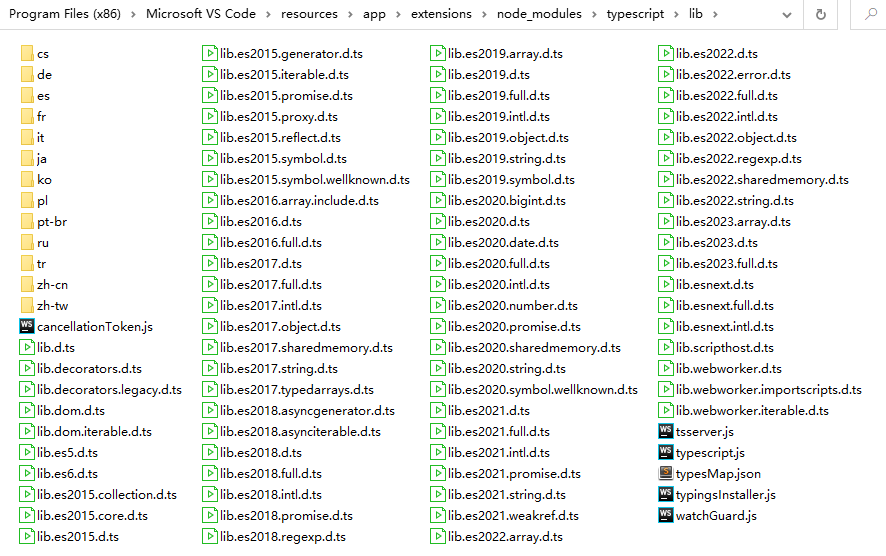 Program Files (x86) > Microsoft VS Code > resources > app > extensions > node_modules > typescript > lib >
cs
de
es
fr
it
ja
ko
pl
pt-br
ru
tr
zh-cn
zh-tw
cancellationToken.js
lib.d.ts
lib.decorators.d.ts
lib.decorators.legacy.d.ts
lib.dom.d.ts
lib.dom.iterable.d.ts
lib.es5.d.ts
lib.es6.d.ts
lib.es2015.collection.d.ts
lib.es2015.core.d.ts
lib.es2015.d.ts
lib.es2015.generator.d.ts
lib.es2015.iterable.d.ts
lib.es2015.promise.d.ts
lib.es2015.proxy.d.ts
lib.es2015.reflect.d.ts
lib.es2015.symbol.d.ts
lib.es2015.symbol.wellknown.d.ts
lib.es2016.array.include.d.ts
lib.es2016.d.ts
lib.es2016.full.d.ts
lib.es2017.d.ts
lib.es2017.full.d.ts
lib.es2017.intl.d.ts
lib.es2017.object.d.ts
lib.es2017.sharedmemory.d.ts
lib.es2017.string.d.ts
lib.es2017.typedarrays.d.ts
lib.es2018.asyncgenerator.d.ts
lib.es2018.asynciterable.d.ts
lib.es2018.d.ts
lib.es2018.full.d.ts
lib.es2018.intl.d.ts
lib.es2018.promise.d.ts
lib.es2018.regexp.d.ts
lib.es2019.array.d.ts
lib.es2019.d.ts
lib.es2019.full.d.ts
lib.es2019.intl.d.ts
lib.es2019.object.d.ts
lib.es2019.string.d.ts
lib.es2019.symbol.d.ts
lib.es2020.bigint.d.ts
lib.es2020.d.ts
lib.es2020.date.d.ts
lib.es2020.full.d.ts
lib.es2020.intl.d.ts
lib.es2020.number.d.ts
lib.es2020.promise.d.ts
lib.es2020.sharedmemory.d.ts
lib.es2020.string.d.ts
lib.es2020.symbol.wellknown.d.ts
lib.es2021.d.ts
lib.es2021.full.d.ts
lib.es2021.intl.d.ts
lib.es2021.promise.d.ts
lib.es2021.string.d.ts
lib.es2021.weakref.d.ts
lib.es2022.array.d.ts
lib.es2022.d.ts
lib.es2022.error.d.ts
lib.es2022.full.d.ts
lib.es2022.intl.d.ts
lib.es2022.object.d.ts
lib.es2022.regexp.d.ts
lib.es2022.sharedmemory.d.ts
lib.es2022.string.d.ts
lib.es2023.array.d.ts
lib.es2023.d.ts
lib.es2023.full.d.ts
lib.esnext.d.ts
lib.esnext.full.d.ts
lib.esnext.intl.d.ts
lib.scripthost.d.ts
lib.webworker.d.ts
lib.webworker.importscripts.d.ts
lib.webworker.iterable.d.ts
tsserver.js
typescript.js
typesMap.json
typingsInstaller.js
watchGuard.js